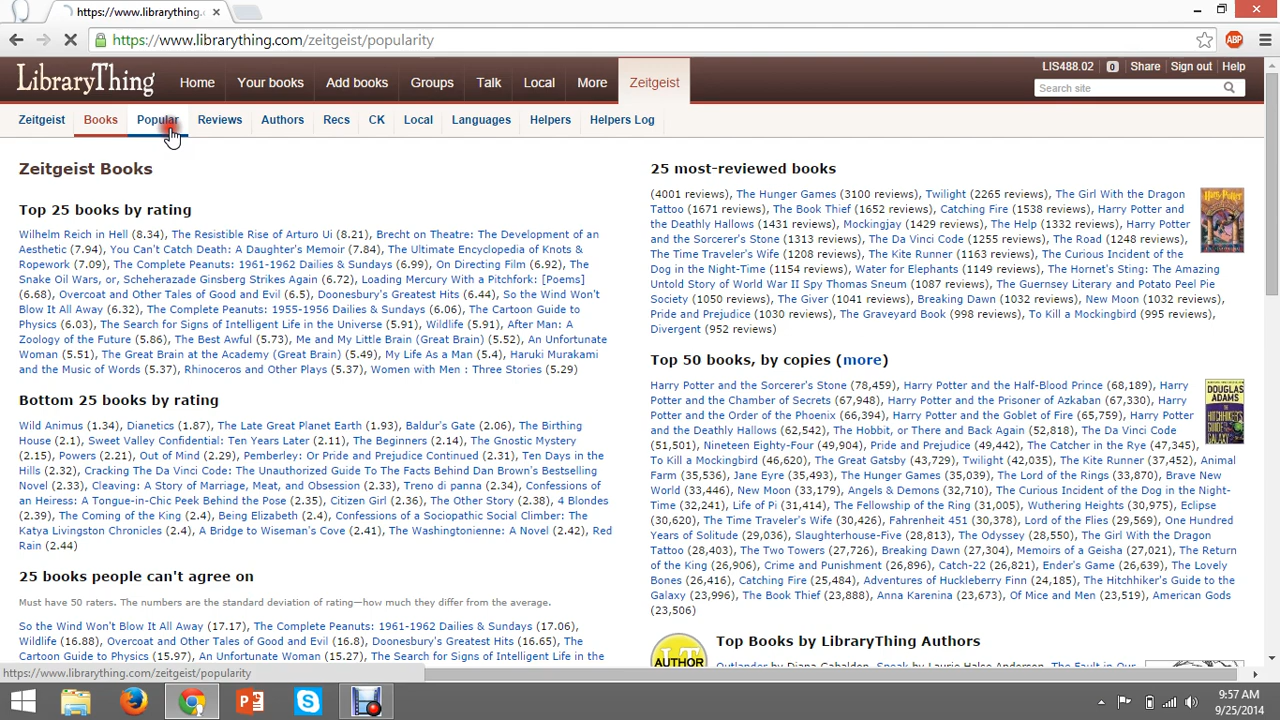 https://www.librarything.c
https://www.librarything.com/zeitgeist/popularity
ABP
LibraryThing
Home Your books Add books Groups Talk Local More Zeitgeist
LIS488.02 0 Share Sign out Help
Search site
Zeitgeist Books Popular Reviews Authors Recs CK Local Languages Helpers Helpers Log
Zeitgeist Books
Top 25 books by rating
Wilhelm Reich in Hell (8.34), The Resistible Rise of Arturo Ui (8.21), Brecht on Theatre: The Development of an
Aesthetic (7.94), You Can't Catch Death: A Daughter's Memoir (7.84), The Ultimate Encyclopedia of Knots &
Ropework (7.09), The Complete Peanuts: 1961-1962 Dailies & Sundays (6.99), On Directing Film (6.92), The
Snake Oil Wars, or, Scheherazade Ginsberg Strikes Again (6.72), Loading Mercury With a Pitchfork: [Poems]
(6.68), Overcoat and Other Tales of Good and Evil (6.5), Doonesbury's Greatest Hits (6.44), So the Wind Won't
Blow It All Away (6.32), The Complete Peanuts: 1955-1956 Dailies & Sundays (6.06), The Cartoon Guide to
Physics (6.03), The Search for Signs of Intelligent Life in the Universe (5.91), Wildlife (5.91), After Man: A
Zoology of the Future (5.86), The Best Awful (5.73), Me and My Little Brain (Great Brain) (5.52), An Unfortunate
Woman (5.51), The Great Brain at the Academy (Great Brain) (5.49), My Life As a Man (5.4), Haruki Murakami
and the Music of Words (5.37), Rhinoceros and Other Plays (5.37), Women with Men : Three Stories (5.29)
Bottom 25 books by rating
Wild Animus (1.34), Dianetics (1.87), The Late Great Planet Earth (1.93), Baldur's Gate (2.06), The Birthing
House (2.1), Sweet Valley Confidential: Ten Years Later (2.11), The Beginners (2.14), The Gnostic Mystery
(2.15), Powers (2.21), Out of Mind (2.29), Pemberley: Or Pride and Prejudice Continued (2.31), Ten Days in the
Hills (2.32), Cracking The Da Vinci Code: The Unauthorized Guide To The Facts Behind Dan Brown's Bestselling
Novel (2.33), Cleaving: A Story of Marriage, Meat, and Obsession (2.33), Treno di panna (2.34), Confessions of
an Heiress: A Tongue-in-Chic Peek Behind the Pose (2.35), Citizen Girl (2.36), The Other Story (2.38), 4 Blondes
(2.39), The Coming of the King (2.4), Being Elizabeth (2.4), Confessions of a Sociopathic Social Climber: The
Katya Livingston Chronicles (2.4), A Bridge to Wiseman's Cove (2.41), The Washingtonienne: A Novel (2.42), Red
Rain (2.44)
25 books people can't agree on
Must have 50 raters. The numbers are the standard deviation of rating—how much they differ from the average.
So the Wind Won't Blow It All Away (17.17), The Complete Peanuts: 1961-1962 Dailies & Sundays (17.06),
Wildlife (16.88), Overcoat and Other Tales of Good and Evil (16.8), Doonesbury's Greatest Hits (16.65), The
Cartoon Guide to Physics (15.97), An Unfortunate Woman (15.27), The Search for Signs of Intelligent Life in the
25 most-reviewed books
(4001 reviews), The Hunger Games (3100 reviews), Twilight (2265 reviews), The Girl With the Dragon
Tattoo (1671 reviews), The Book Thief (1652 reviews), Catching Fire (1538 reviews), Harry Potter and
the Deathly Hallows (1431 reviews), Mockingjay (1429 reviews), The Help (1332 reviews), Harry Potter
and the Sorcerer's Stone (1313 reviews), The Da Vinci Code (1255 reviews), The Road (1248 reviews),
The Time Traveler's Wife (1208 reviews), The Kite Runner (1163 reviews), The Curious Incident of the
Dog in the Night-Time (1154 reviews), Water for Elephants (1149 reviews), The Hornet's Sting: The Amazing
Untold Story of World War II Spy Thomas Sneum (1087 reviews), The Guernsey Literary and Potato Peel Pie
Society (1050 reviews), The Giver (1041 reviews), Breaking Dawn (1032 reviews), New Moon (1032 reviews),
Pride and Prejudice (1030 reviews), The Graveyard Book (998 reviews), To Kill a Mockingbird (995 reviews),
Divergent (952 reviews)
Top 50 books, by copies (more)
Harry Potter and the Sorcerer's Stone (78,459), Harry Potter and the Half-Blood Prince (68,189), Harry
Potter and the Chamber of Secrets (67,948), Harry Potter and the Prisoner of Azkaban (67,330), Harry
Potter and the Order of the Phoenix (66,394), Harry Potter and the Goblet of Fire (65,759), Harry Potter
and the Deathly Hallows (62,542), The Hobbit, or There and Back Again (52,818), The Da Vinci Code
(51,501), Nineteen Eighty-Four (49,904), Pride and Prejudice (49,442), The Catcher in the Rye (47,345),
To Kill a Mockingbird (46,620), The Great Gatsby (43,729), Twilight (42,035), The Kite Runner (37,452), Animal
Farm (35,536), Jane Eyre (35,493), The Hunger Games (35,039), The Lord of the Rings (33,870), Brave New
World (33,446), New Moon (33,179), Angels & Demons (32,710), The Curious Incident of the Dog in the Night-
Time (32,241), Life of Pi (31,414), The Fellowship of the Ring (31,005), Wuthering Heights (30,975), Eclipse
(30,620), The Time Traveler's Wife (30,426), Fahrenheit 451 (30,378), Lord of the Flies (29,569), One Hundred
Years of Solitude (29,036), Slaughterhouse-Five (28,813), The Odyssey (28,550), The Girl With the Dragon
Tattoo (28,403), The Two Towers (27,726), Breaking Dawn (27,304), Memoirs of a Geisha (27,021), The Return
of the King (26,906), Crime and Punishment (26,896), Catch-22 (26,821), Ender's Game (26,639), The Lovely
Bones (26,416), Catching Fire (25,484), Adventures of Huckleberry Finn (24,185), The Hitchhiker's Guide to the
Galaxy (23,996), The Book Thief (23,888), Anna Karenina (23,673), Of Mice and Men (23,519), American Gods
(23,506)
DOUGLAS
ADAMS
AUTHOR
Top Books by LibraryThing Authors
Outlander by Diana Gabaldon, Speak by Laurie Halse Anderson, The Fault in Our
https://www.librarything.com/zeitgeist/popularity
9:57 AM
9/25/2014